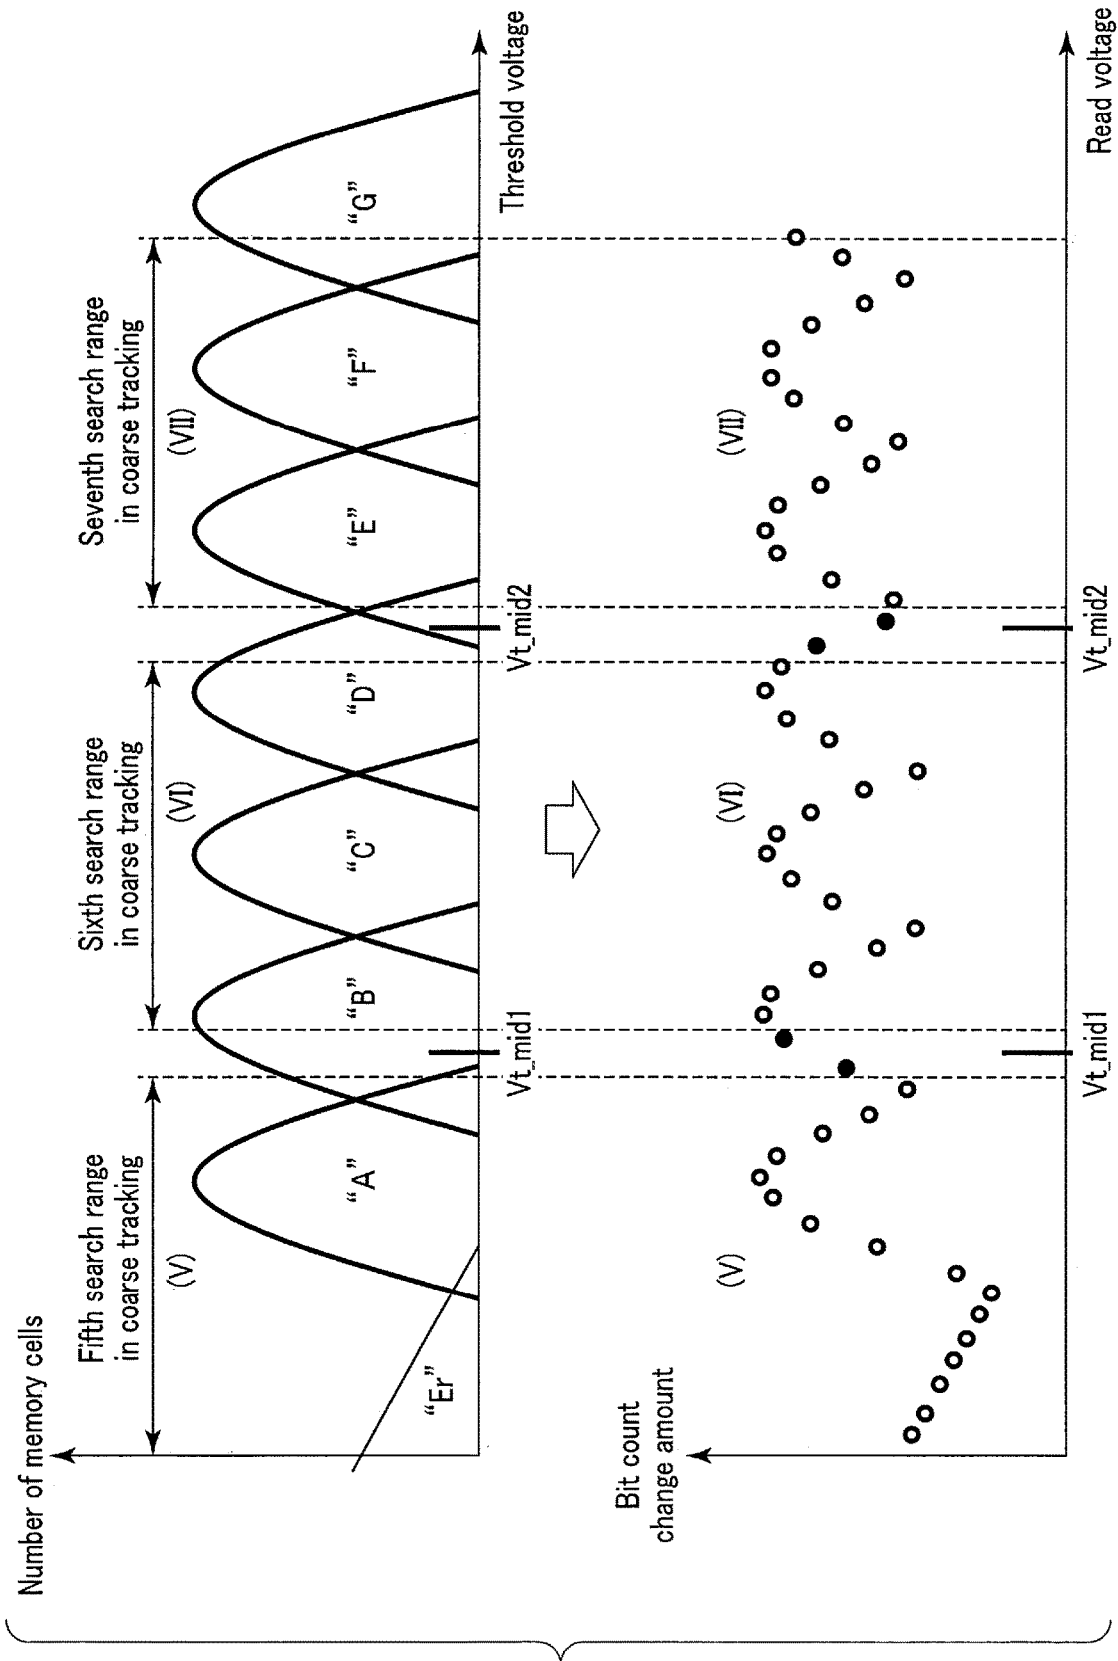 Number of memory cells
Fifth search range
in coarse tracking
(V)
Sixth search range
in coarse tracking
(VI)
Seventh search range
in coarse tracking
(VII)
“Er”
“A”
“B”
“C”
“D”
“E”
“F”
“G”
Vt_mid1
Vt_mid2
Threshold voltage
Bit count
change amount
(V)
(VI)
(VII)
Vt_mid1
Vt_mid2
Read voltage